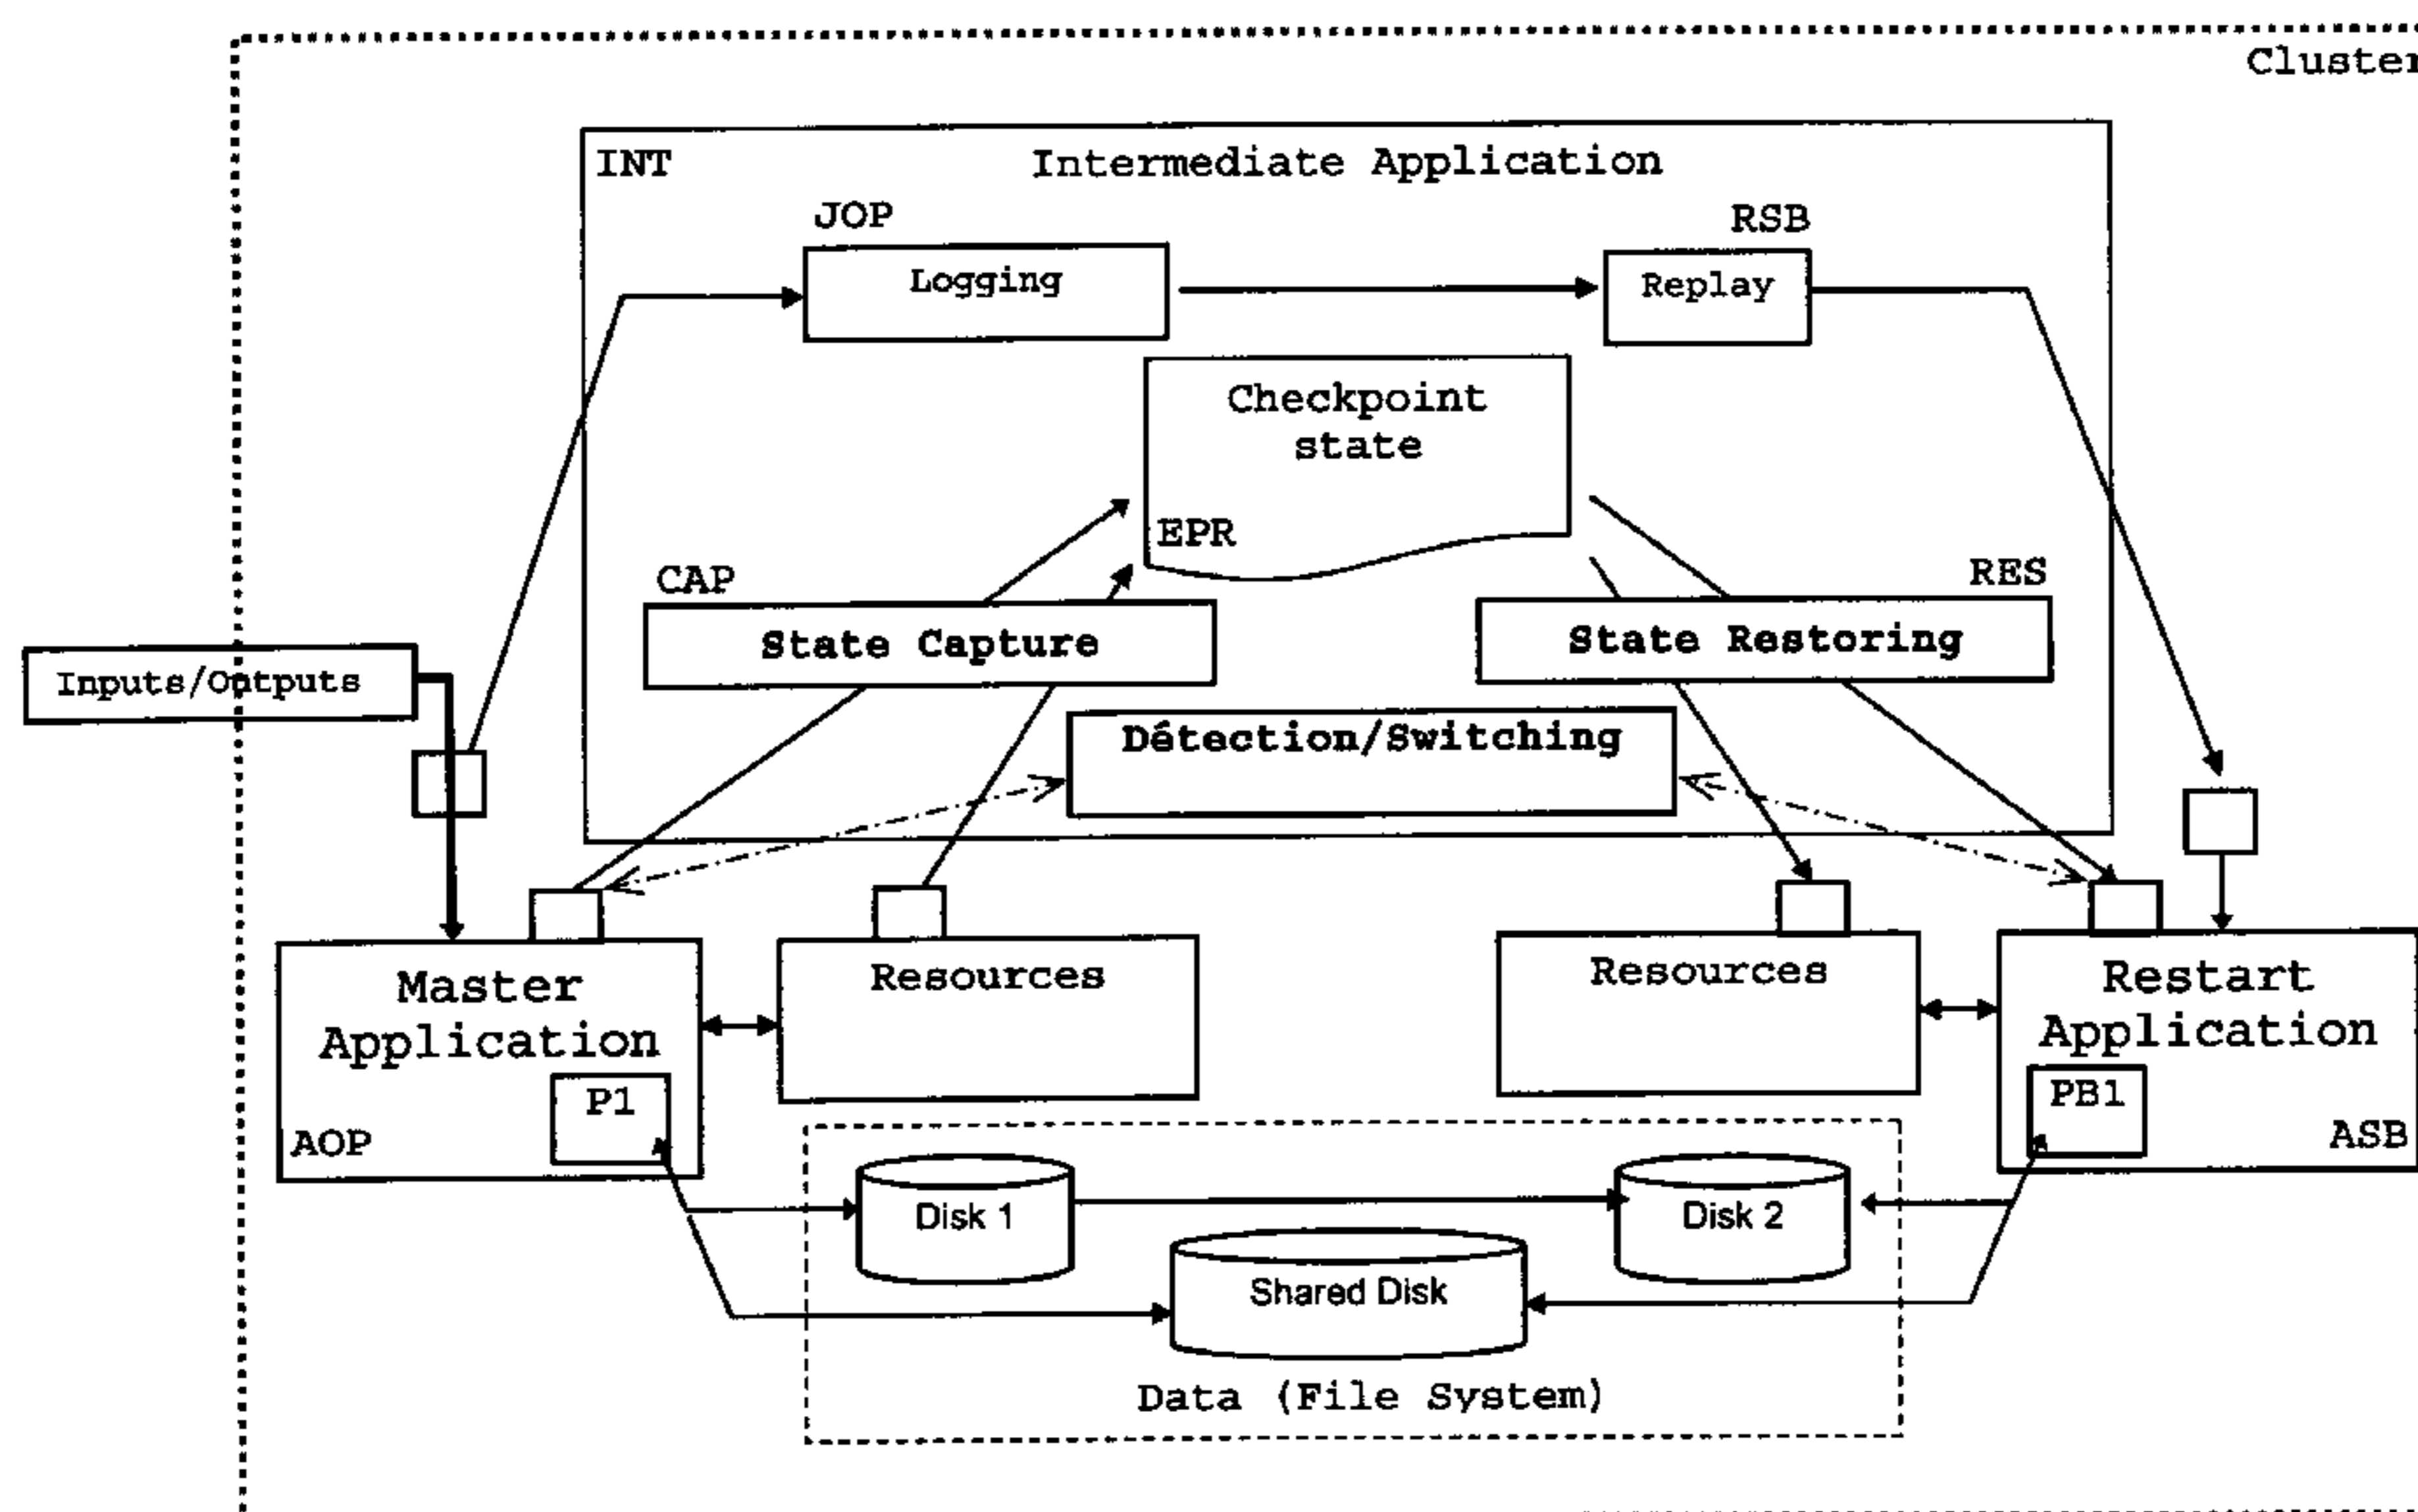 Cluster
INT
Intermediate Application
JOP
RSB
Logging
Replay
Checkpoint
state
EPR
CAP
RES
State Capture
State Restoring
Inputs/Outputs
Détection/Switching
Master
Application
Resources
Resources
Restart
Application
P1
PB1
AOP
ASB
Disk 1
Disk 2
Shared Disk
Data (File System)